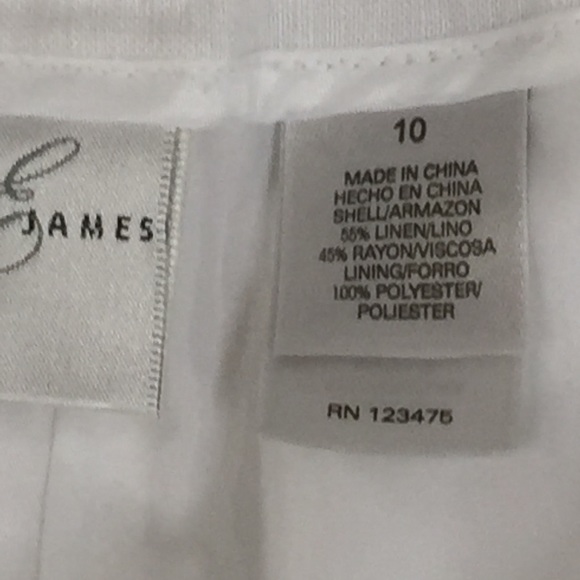 JAMES
10
MADE IN CHINA
HECHO EN CHINA
SHELL/ARMAZON
55% LINEN/LINO
45% RAYON/VISCOSA
LINING/FORRO
100% POLYESTER/
POLIESTER
RN 123475